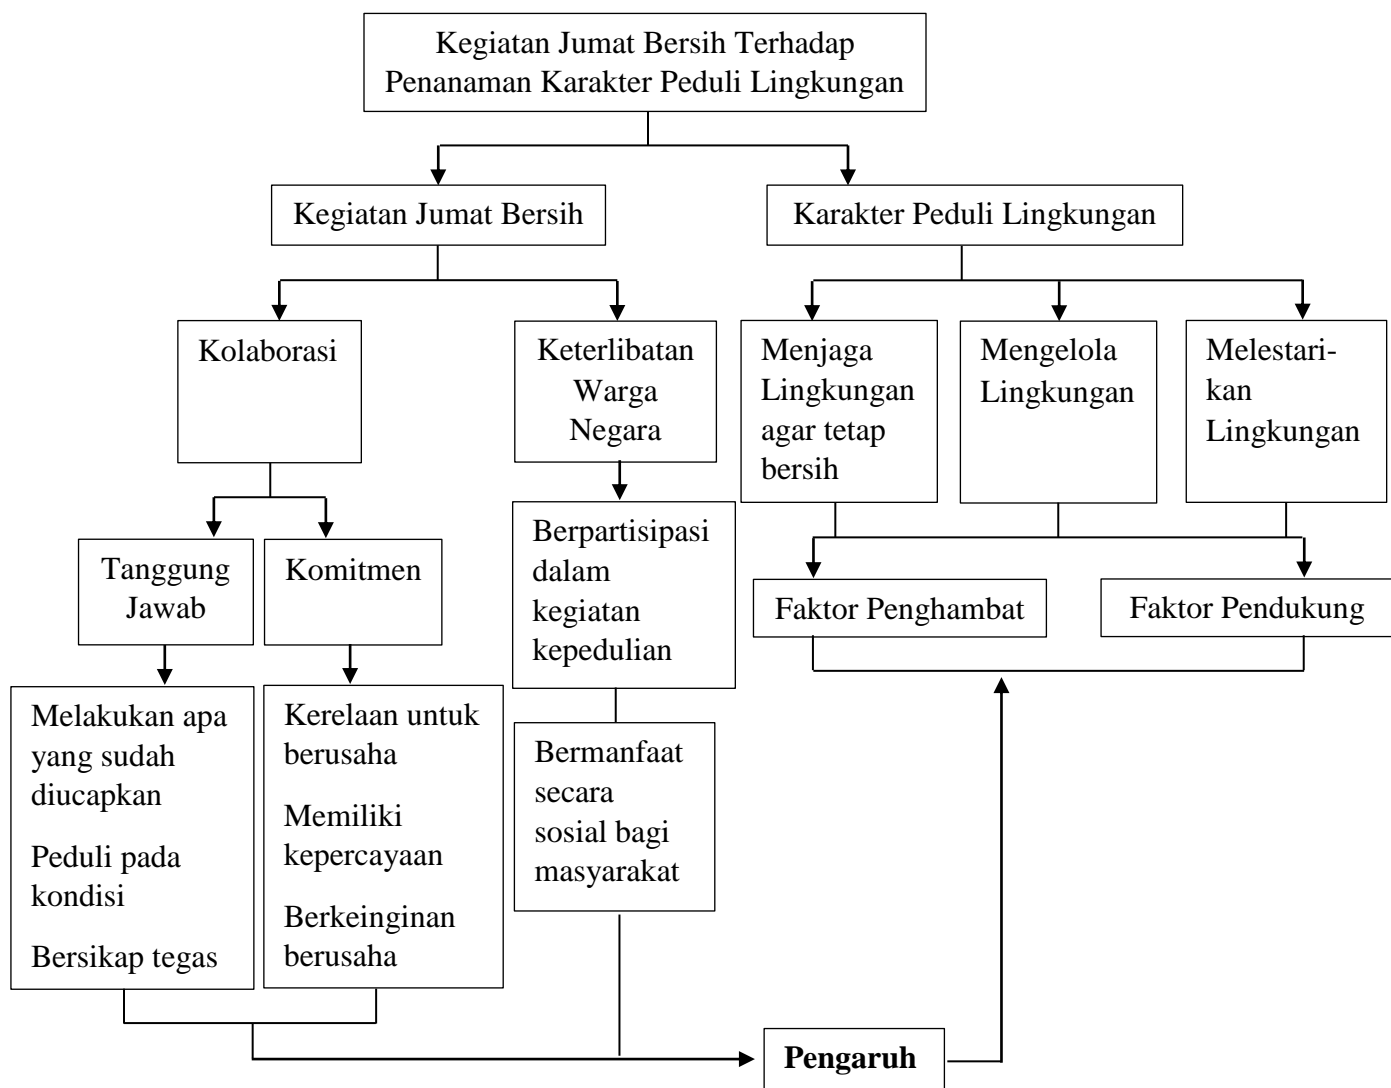 Kegiatan Jumat Bersih Terhadap
Penanaman Karakter Peduli Lingkungan
Kegiatan Jumat Bersih
Karakter Peduli Lingkungan
Kolaborasi
Keterlibatan
Warga
Negara
Menjaga
Lingkungan
agar tetap
bersih
Mengelola
Lingkungan
Melestari-
kan
Lingkungan
Tanggung
Jawab
Komitmen
Berpartisipasi
dalam
kegiatan
kepedulian
Faktor Penghambat
Faktor Pendukung
Melakukan apa
yang sudah
diucapkan
Peduli pada
kondisi
Bersikap tegas
Kerelaan untuk
berusaha
Memiliki
kepercayaan
Berkeinginan
berusaha
Bermanfaat
secara
sosial bagi
masyarakat
Pengaruh